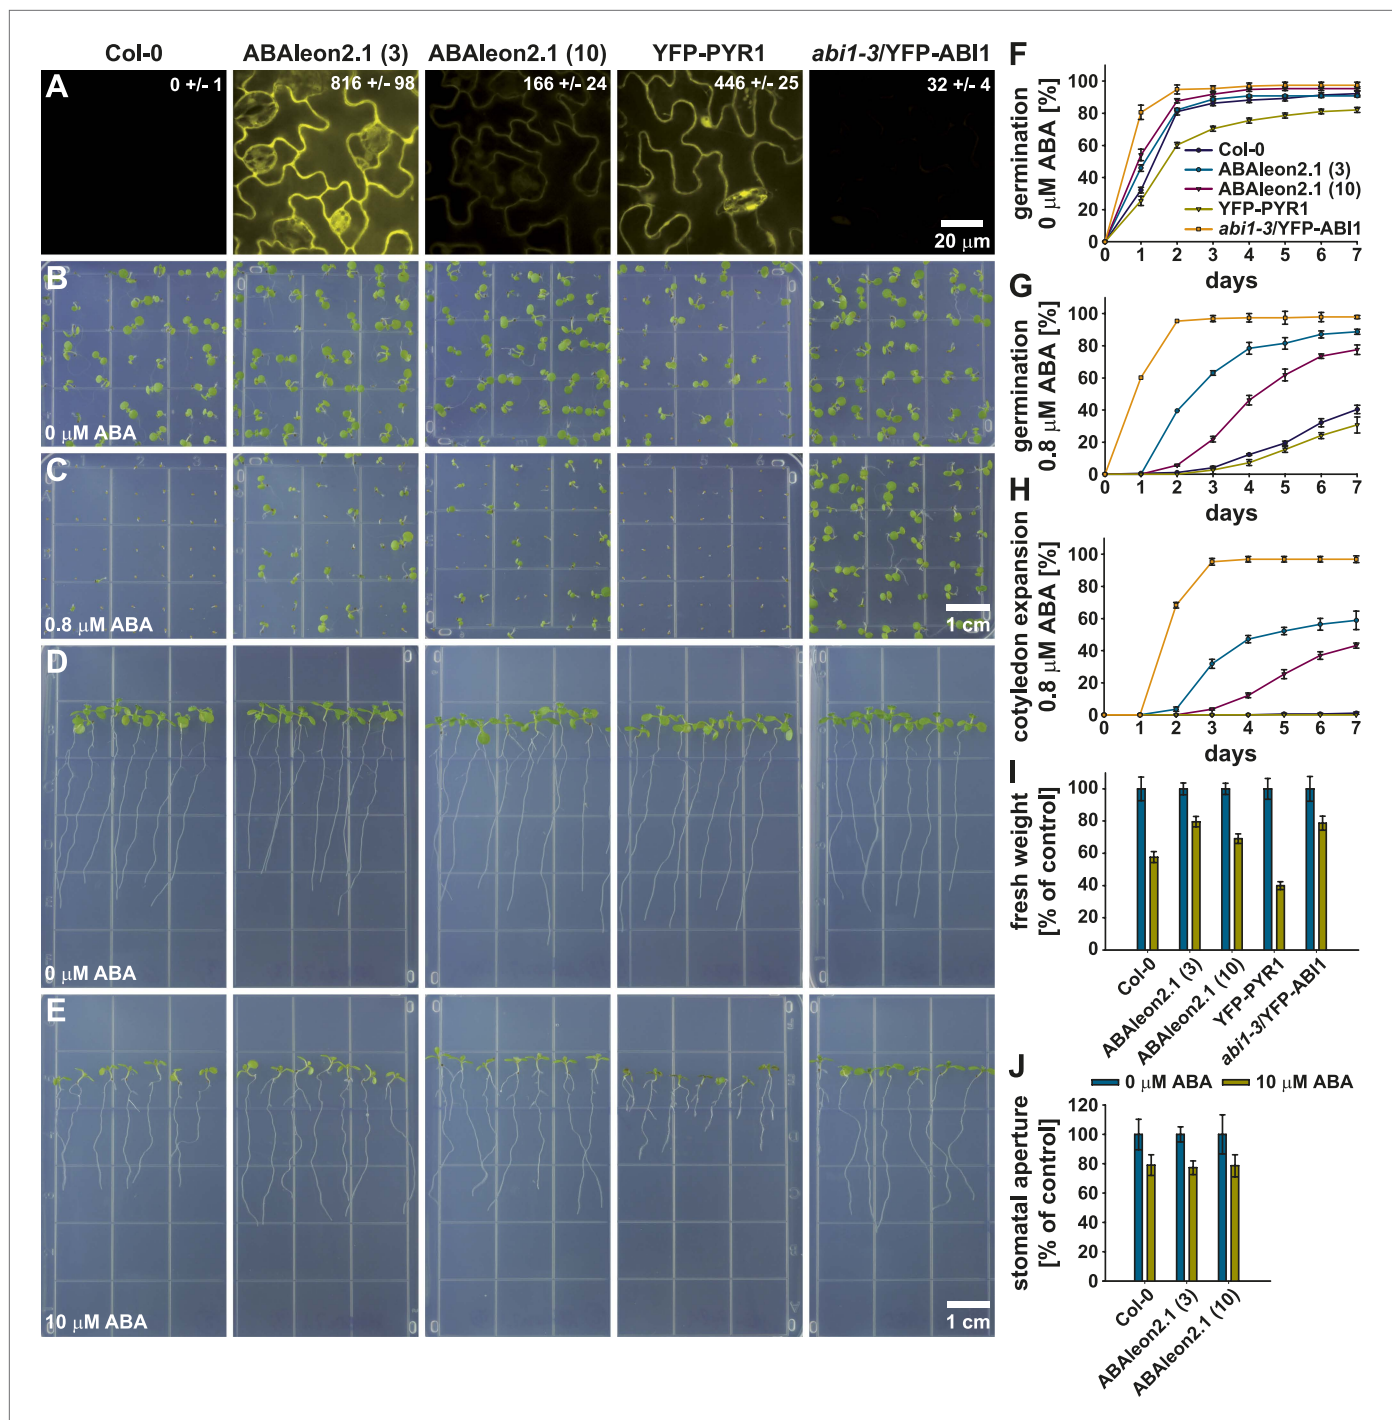 Col-0 ABAleon2.1 (3) ABAleon2.1 (10) YFP-PYR1 abi1-3/YFP-ABI1
A 0 +/- 1 816 +/- 98 166 +/- 24 446 +/- 25 32 +/- 4
20 µm
B
0 µM ABA
C
0.8 µM ABA
1 cm
D
0 µM ABA
E
10 µM ABA
1 cm
F
germination
0 µM ABA [%]
100
80
60
40
20
0
Col-0
ABAleon2.1 (3)
ABAleon2.1 (10)
YFP-PYR1
abi1-3/YFP-ABI1
0 1 2 3 4 5 6 7
days
G
germination
0.8 µM ABA [%]
100
80
60
40
20
0
0 1 2 3 4 5 6 7
days
H
cotyledon expansion
0.8 µM ABA [%]
100
80
60
40
20
0
0 1 2 3 4 5 6 7
days
I
fresh weight
[% of control]
100
80
60
40
20
0
Col-0
ABAleon2.1 (3)
ABAleon2.1 (10)
YFP-PYR1
abi1-3/YFP-ABI1
J
0 µM ABA 10 µM ABA
stomatal aperture
[% of control]
120
100
80
60
40
20
0
Col-0
ABAleon2.1 (3)
ABAleon2.1 (10)